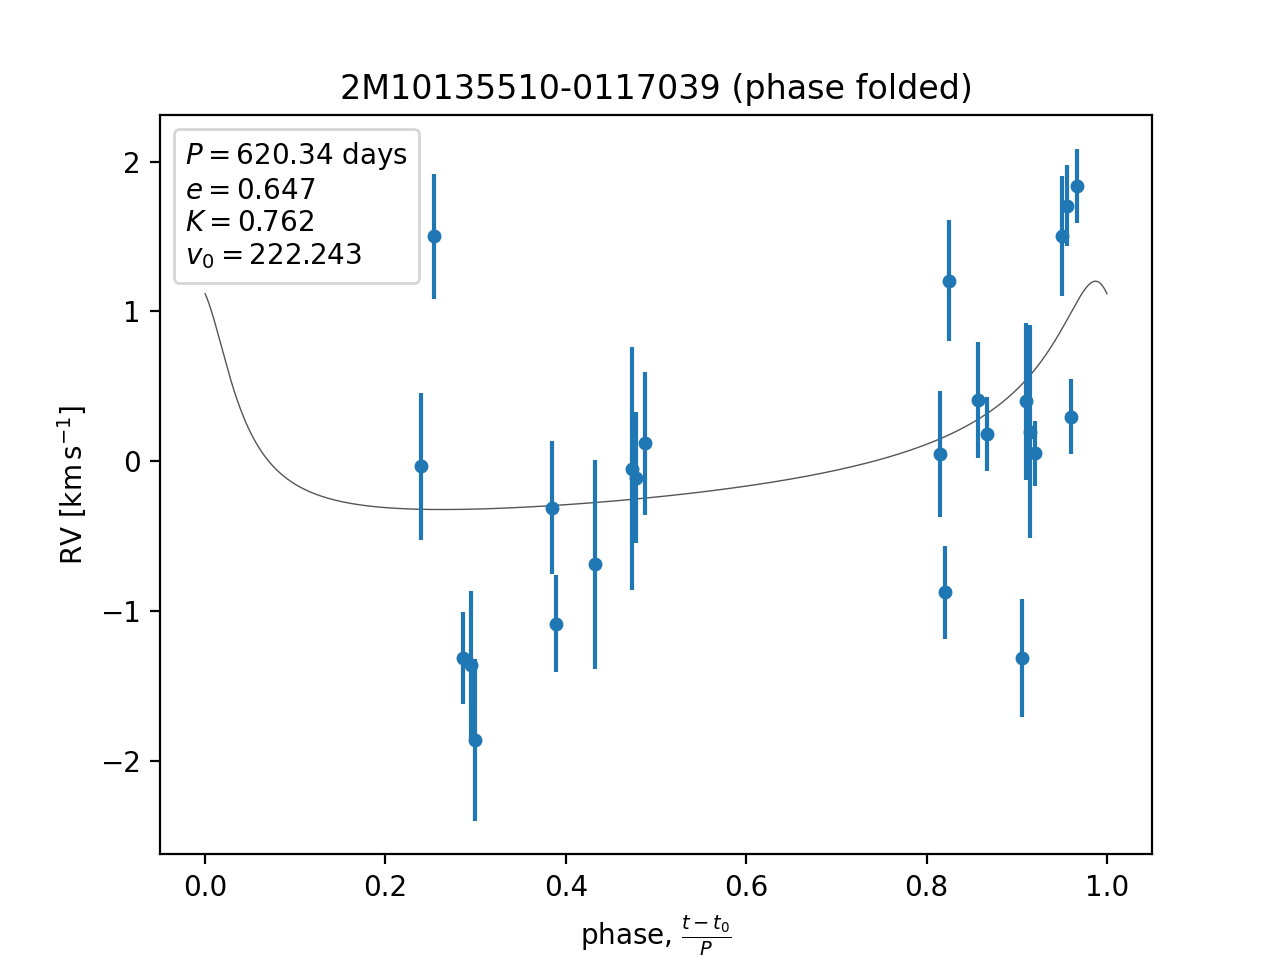 2M10135510-0117039 (phase folded)
P = 620.34 days
e = 0.647
K = 0.762
v₀ = 222.243
2
1
0
−1
−2
RV [km s⁻¹]
0.0 0.2 0.4 0.6 0.8 1.0
phase, (t − t₀)/P